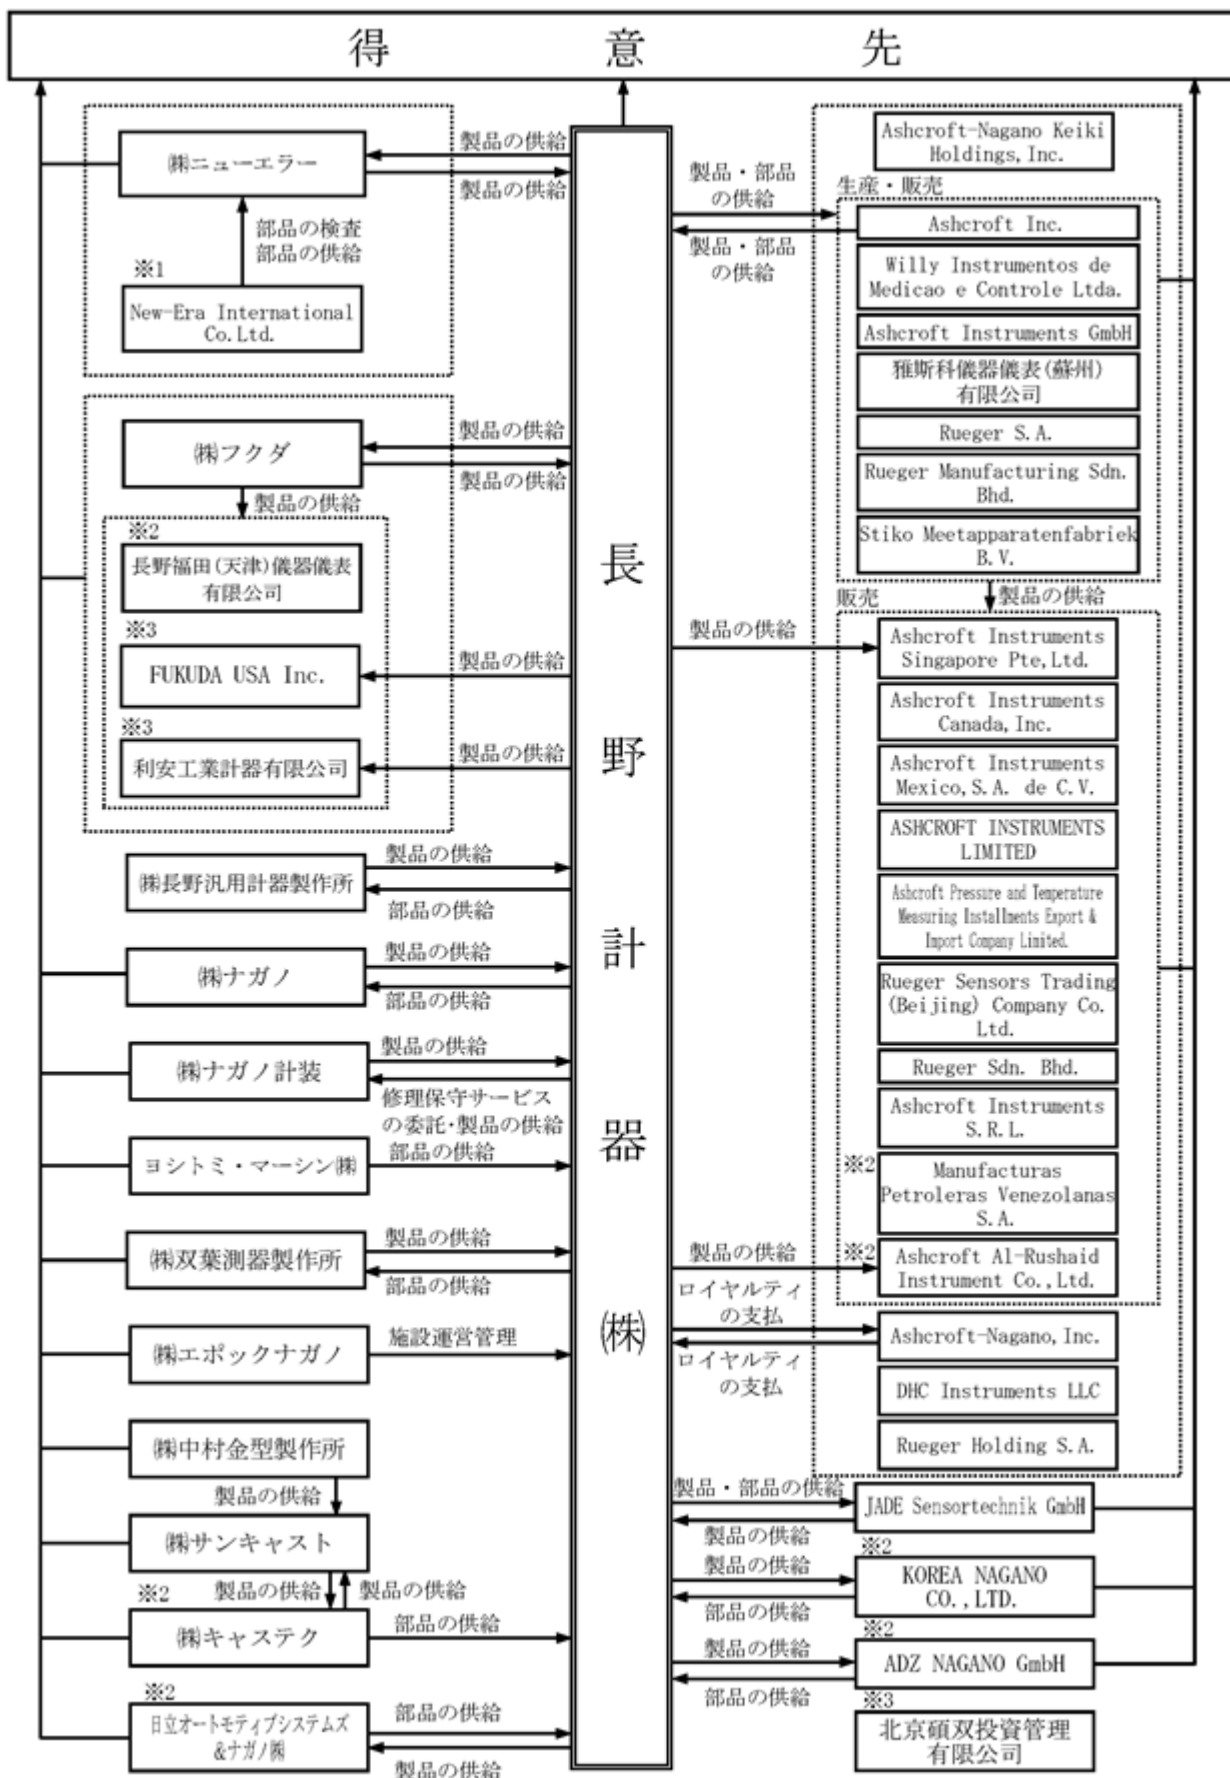 得意先
㈱ニューエラー
製品の供給
製品の供給
部品の検査
部品の供給
※1
New-Era International
Co.Ltd.
㈱フクダ
製品の供給
製品の供給
製品の供給
※2
長野福田(天津)儀器儀表
有限公司
※3
FUKUDA USA Inc.
製品の供給
※3
利安工業計器有限公司
製品の供給
㈱長野汎用計器製作所
製品の供給
部品の供給
㈱ナガノ
製品の供給
部品の供給
㈱ナガノ計装
製品の供給
修理保守サービス
の委託・製品の供給
ヨシトミ・マーシン㈱
部品の供給
㈱双葉測器製作所
製品の供給
部品の供給
㈱エポックナガノ
施設運営管理
㈱中村金型製作所
製品の供給
㈱サンキャスト
製品の供給
製品の供給
※2
㈱キャステク
部品の供給
※2
日立オートモティブシステムズ
&ナガノ㈱
部品の供給
製品の供給
長野計器㈱
Ashcroft-Nagano Keiki
Holdings,Inc.
製品・部品
の供給
製品・部品
の供給
生産・販売
Ashcroft Inc.
Willy Instrumentos de
Medicao e Controle Ltda.
Ashcroft Instruments GmbH
雅斯科儀器儀表(蘇州)
有限公司
Rueger S.A.
Rueger Manufacturing Sdn.
Bhd.
Stiko Meetapparatenfabriek
B.V.
製品の供給
販売
製品の供給
Ashcroft Instruments
Singapore Pte,Ltd.
Ashcroft Instruments
Canada,Inc.
Ashcroft Instruments
Mexico,S.A. de C.V.
ASHCROFT INSTRUMENTS
LIMITED
Ashcroft Pressure and Temperature
Measuring Installments Export &
Import Company Limited.
Rueger Sensors Trading
(Beijing) Company Co.
Ltd.
Rueger Sdn. Bhd.
Ashcroft Instruments
S.R.L.
※2
Manufacturas
Petroleras Venezolanas
S.A.
製品の供給
※2
Ashcroft Al-Rushaid
Instrument Co.,Ltd.
ロイヤルティ
の支払
Ashcroft-Nagano,Inc.
ロイヤルティ
の支払
DHC Instruments LLC
Rueger Holding S.A.
製品・部品の供給
JADE Sensortechnik GmbH
製品の供給
※2
製品の供給
KOREA NAGANO
CO.,LTD.
部品の供給
※2
製品の供給
ADZ NAGANO GmbH
部品の供給
※3
北京碩双投資管理
有限公司